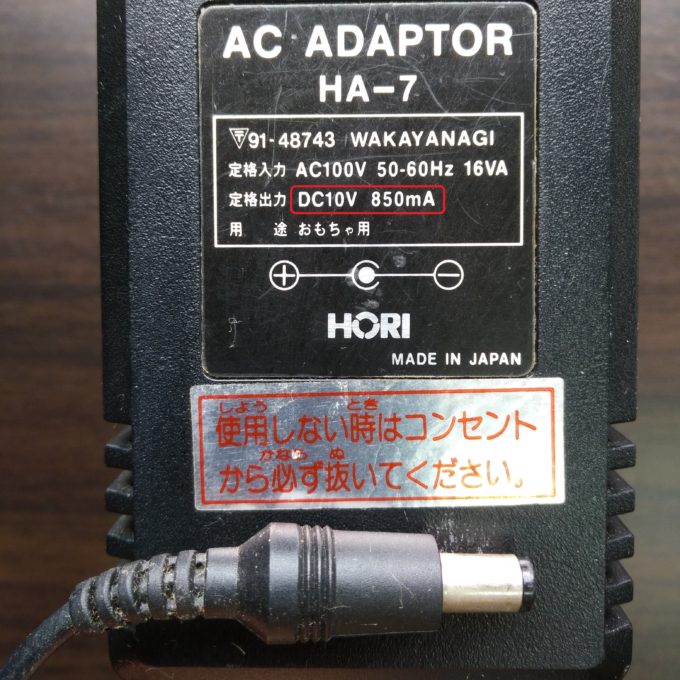 AC ADAPTOR
HA-7
〒91-48743 WAKAYANAGI
定格入力 AC100V 50-60Hz 16VA
定格出力 DC10V 850mA
用 途 おもちゃ用
+ -
HORI
MADE IN JAPAN
しよう とき
使用しない時はコンセント
かなら ぬ
から必ず抜いてください。